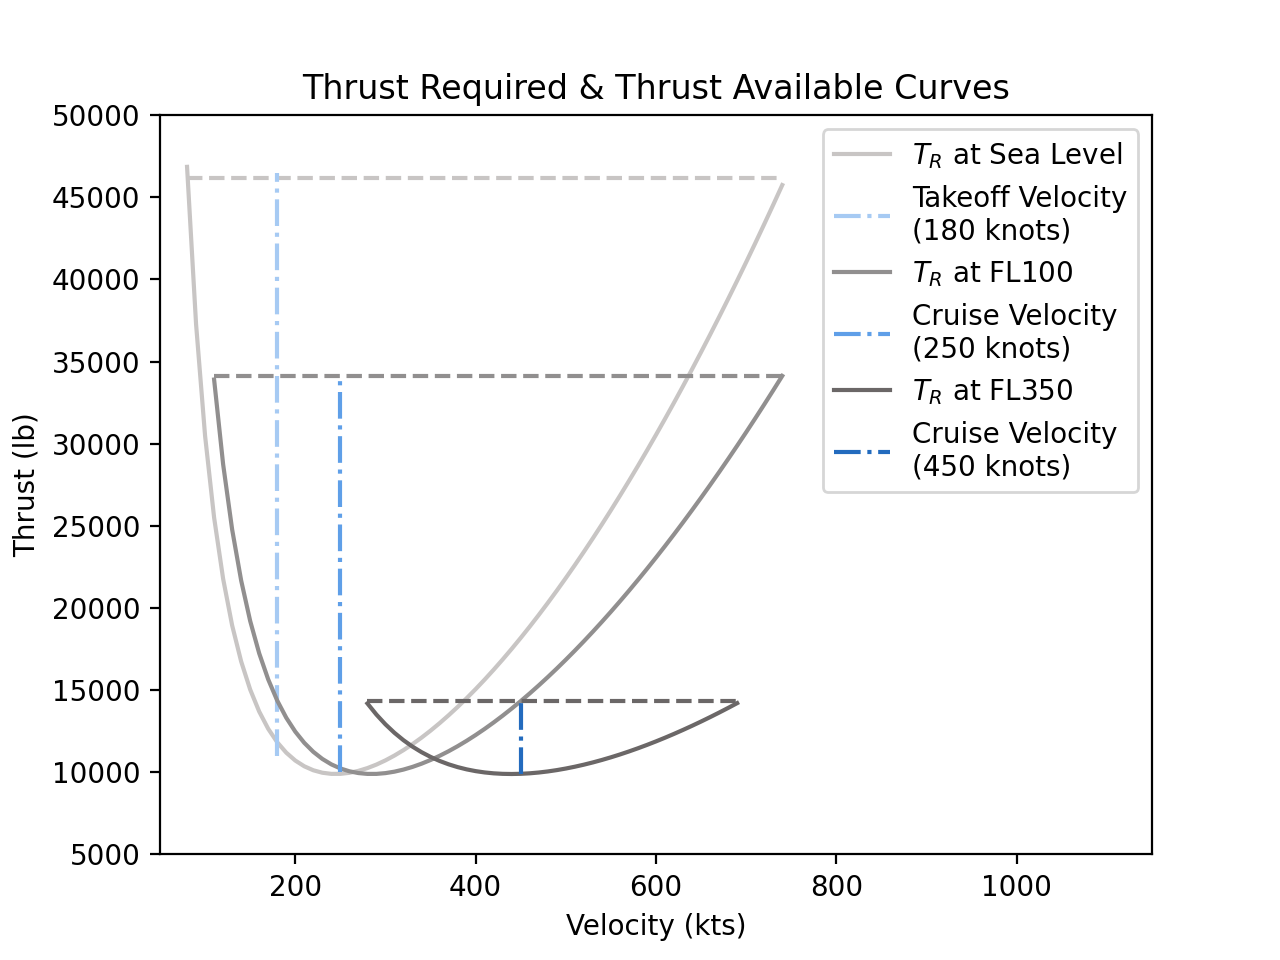 Thrust Required & Thrust Available Curves
50000
45000
40000
35000
30000
25000
20000
15000
10000
5000
Thrust (lb)
T_R at Sea Level
Takeoff Velocity
(180 knots)
T_R at FL100
Cruise Velocity
(250 knots)
T_R at FL350
Cruise Velocity
(450 knots)
200 400 600 800 1000
Velocity (kts)